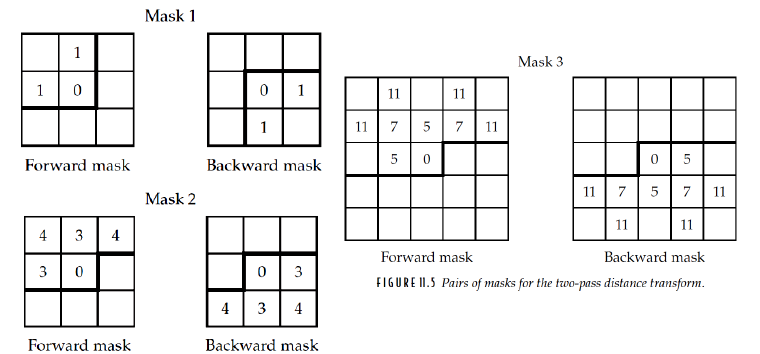 Mask 1
1
1 0
0 1
1
Forward mask
Backward mask
Mask 2
4 3 4
3 0
0 3
4 3 4
Forward mask
Backward mask
Mask 3
11 11
11 7 5 7 11
5 0
0 5
11 7 5 7 11
11 11
Forward mask
Backward mask
FIGURE 11.5 Pairs of masks for the two-pass distance transform.